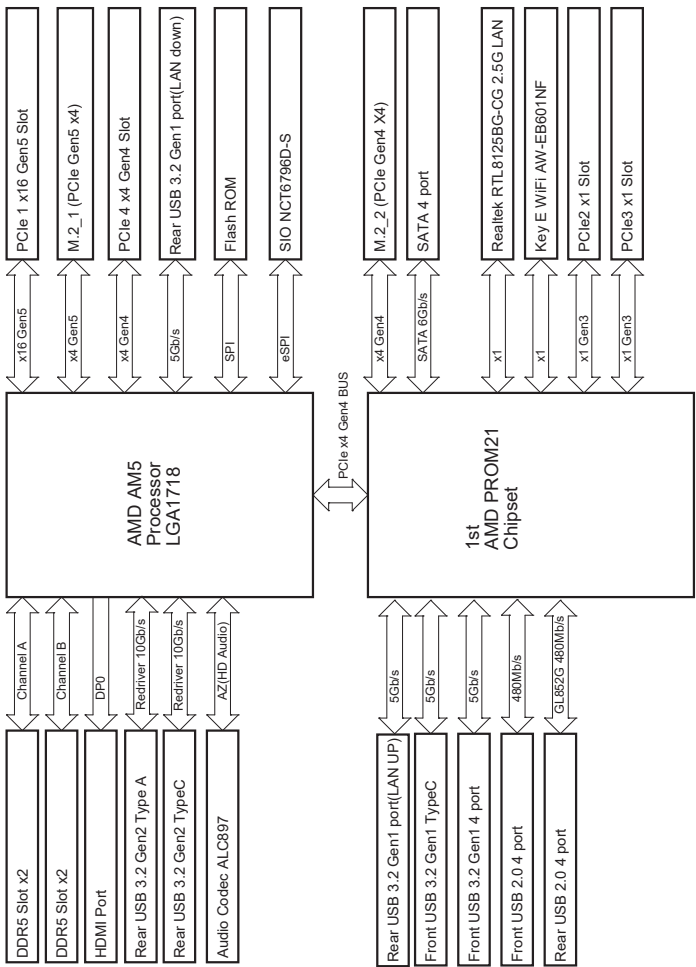 PCIe 1 x16 Gen5 Slot
M.2_1 (PCIe Gen5 x4)
PCIe 4 x4 Gen4 Slot
Rear USB 3.2 Gen1 port(LAN down)
Flash ROM
SIO NCT6796D-S
M.2_2 (PCIe Gen4 X4)
SATA 4 port
Realtek RTL8125BG-CG 2.5G LAN
Key E WiFi AW-EB601NF
PCIe2 x1 Slot
PCIe3 x1 Slot
x16 Gen5
x4 Gen5
x4 Gen4
5Gb/s
SPI
eSPI
x4 Gen4
SATA 6Gb/s
x1
x1
x1 Gen3
x1 Gen3
AMD AM5
Processor
LGA1718
PCIe x4 Gen4 BUS
1st
AMD PROM21
Chipset
Channel A
Channel B
DP0
Redriver 10Gb/s
Redriver 10Gb/s
AZ(HD Audio)
5Gb/s
5Gb/s
5Gb/s
480Mb/s
GL852G 480Mb/s
DDR5 Slot x2
DDR5 Slot x2
HDMI Port
Rear USB 3.2 Gen2 Type A
Rear USB 3.2 Gen2 TypeC
Audio Codec ALC897
Rear USB 3.2 Gen1 port(LAN UP)
Front USB 3.2 Gen1 TypeC
Front USB 3.2 Gen1 4 port
Front USB 2.0 4 port
Rear USB 2.0 4 port